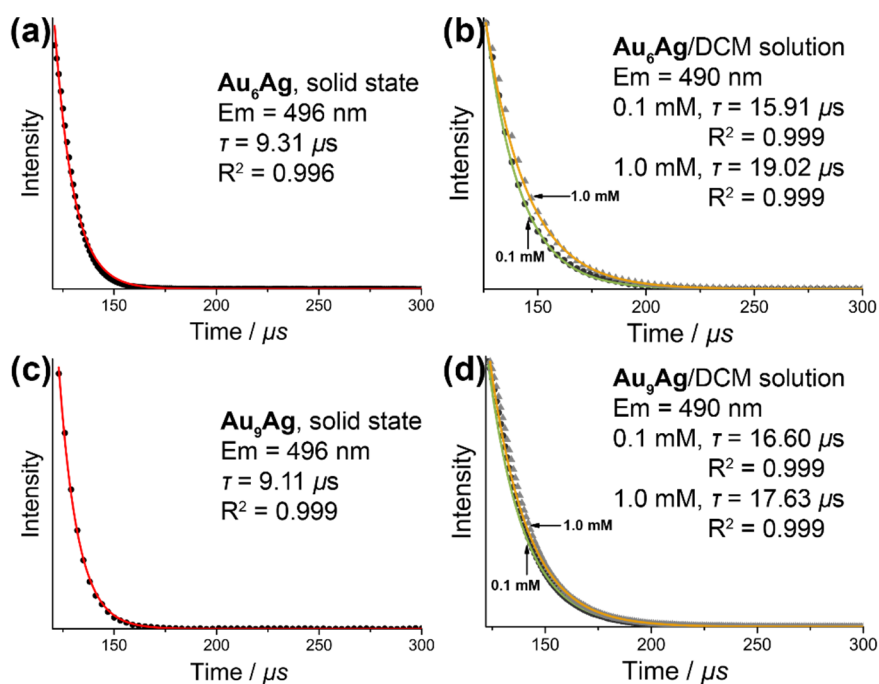 (a)
Intensity
Au₆Ag, solid state
Em = 496 nm
τ = 9.31 μs
R² = 0.996
150 200 250 300
Time / μs
(b)
Intensity
Au₆Ag/DCM solution
Em = 490 nm
0.1 mM, τ = 15.91 μs
R² = 0.999
1.0 mM, τ = 19.02 μs
R² = 0.999
1.0 mM
0.1 mM
150 200 250 300
Time / μs
(c)
Intensity
Au₉Ag, solid state
Em = 496 nm
τ = 9.11 μs
R² = 0.999
150 200 250 300
Time / μs
(d)
Intensity
Au₉Ag/DCM solution
Em = 490 nm
0.1 mM, τ = 16.60 μs
R² = 0.999
1.0 mM, τ = 17.63 μs
R² = 0.999
1.0 mM
0.1 mM
150 200 250 300
Time / μs